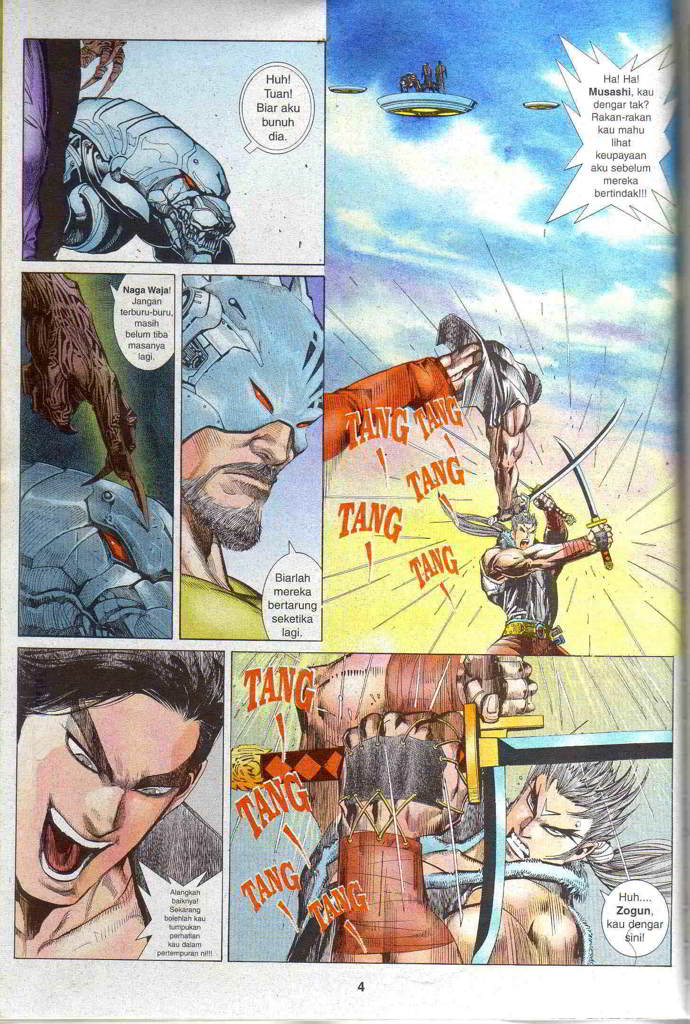 Huh!
Tuan!
Biar aku
bunuh
dia.
Ha! Ha!
Musashi, kau
dengar tak?
Rakan-rakan
kau mahu
lihat
keupayaan
aku sebelum
mereka
bertindak!!!
Naga Waja!
Jangan
terburu-buru,
masih
belum tiba
masanya
lagi.
Biarlah
mereka
bertarung
seketika
lagi.
TANG
TANG
TANG
TANG
TANG
Alangkah
baiknya!
Sekarang
bolehlah kau
tumpukan
perhatian
kau dalam
pertempuran ni!!!
TANG
TANG
TANG
TANG
Huh....
Zogun,
kau dengar
sini!
4